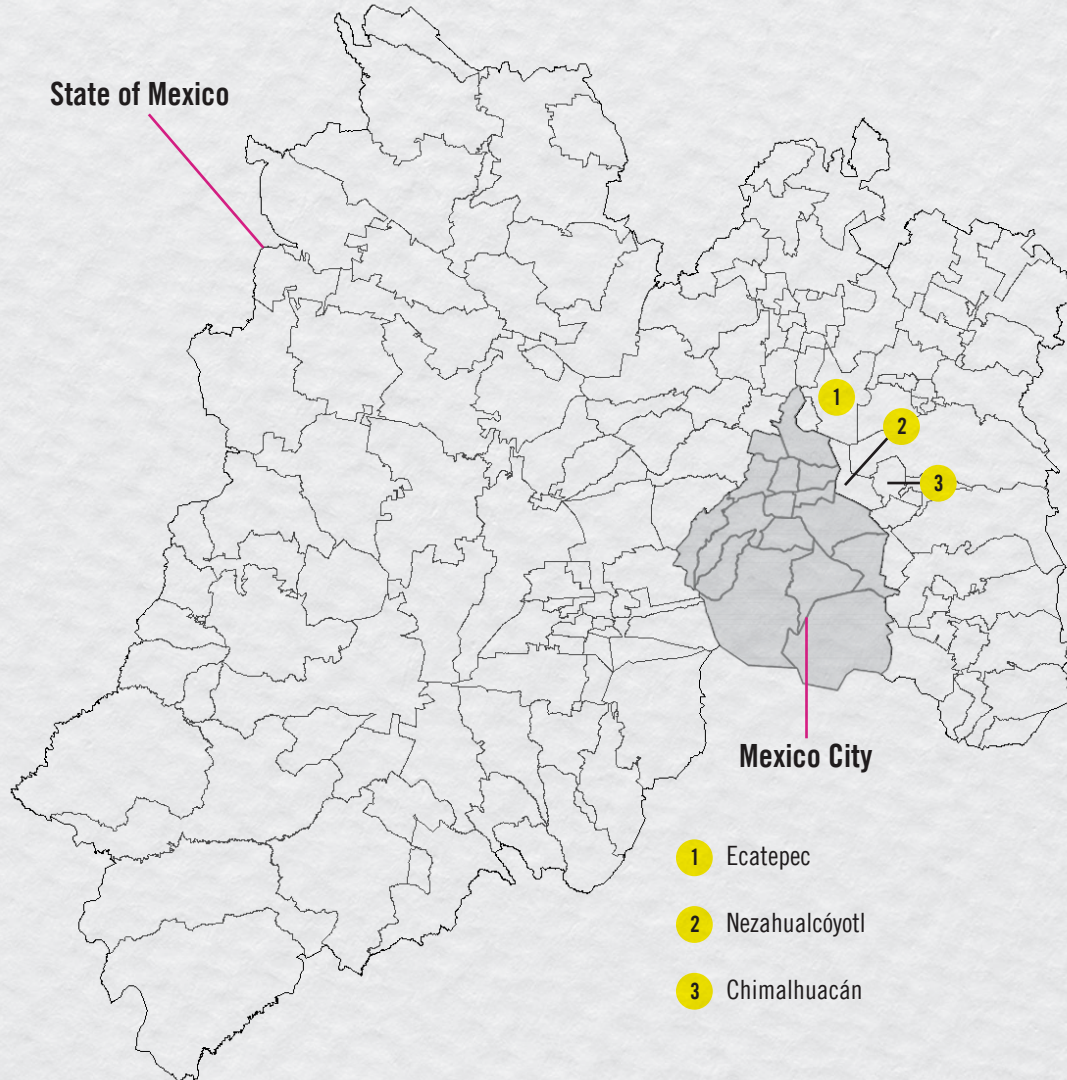 State of Mexico
1
2
3
Mexico City
1 Ecatepec
2 Nezahualcóyotl
3 Chimalhuacán